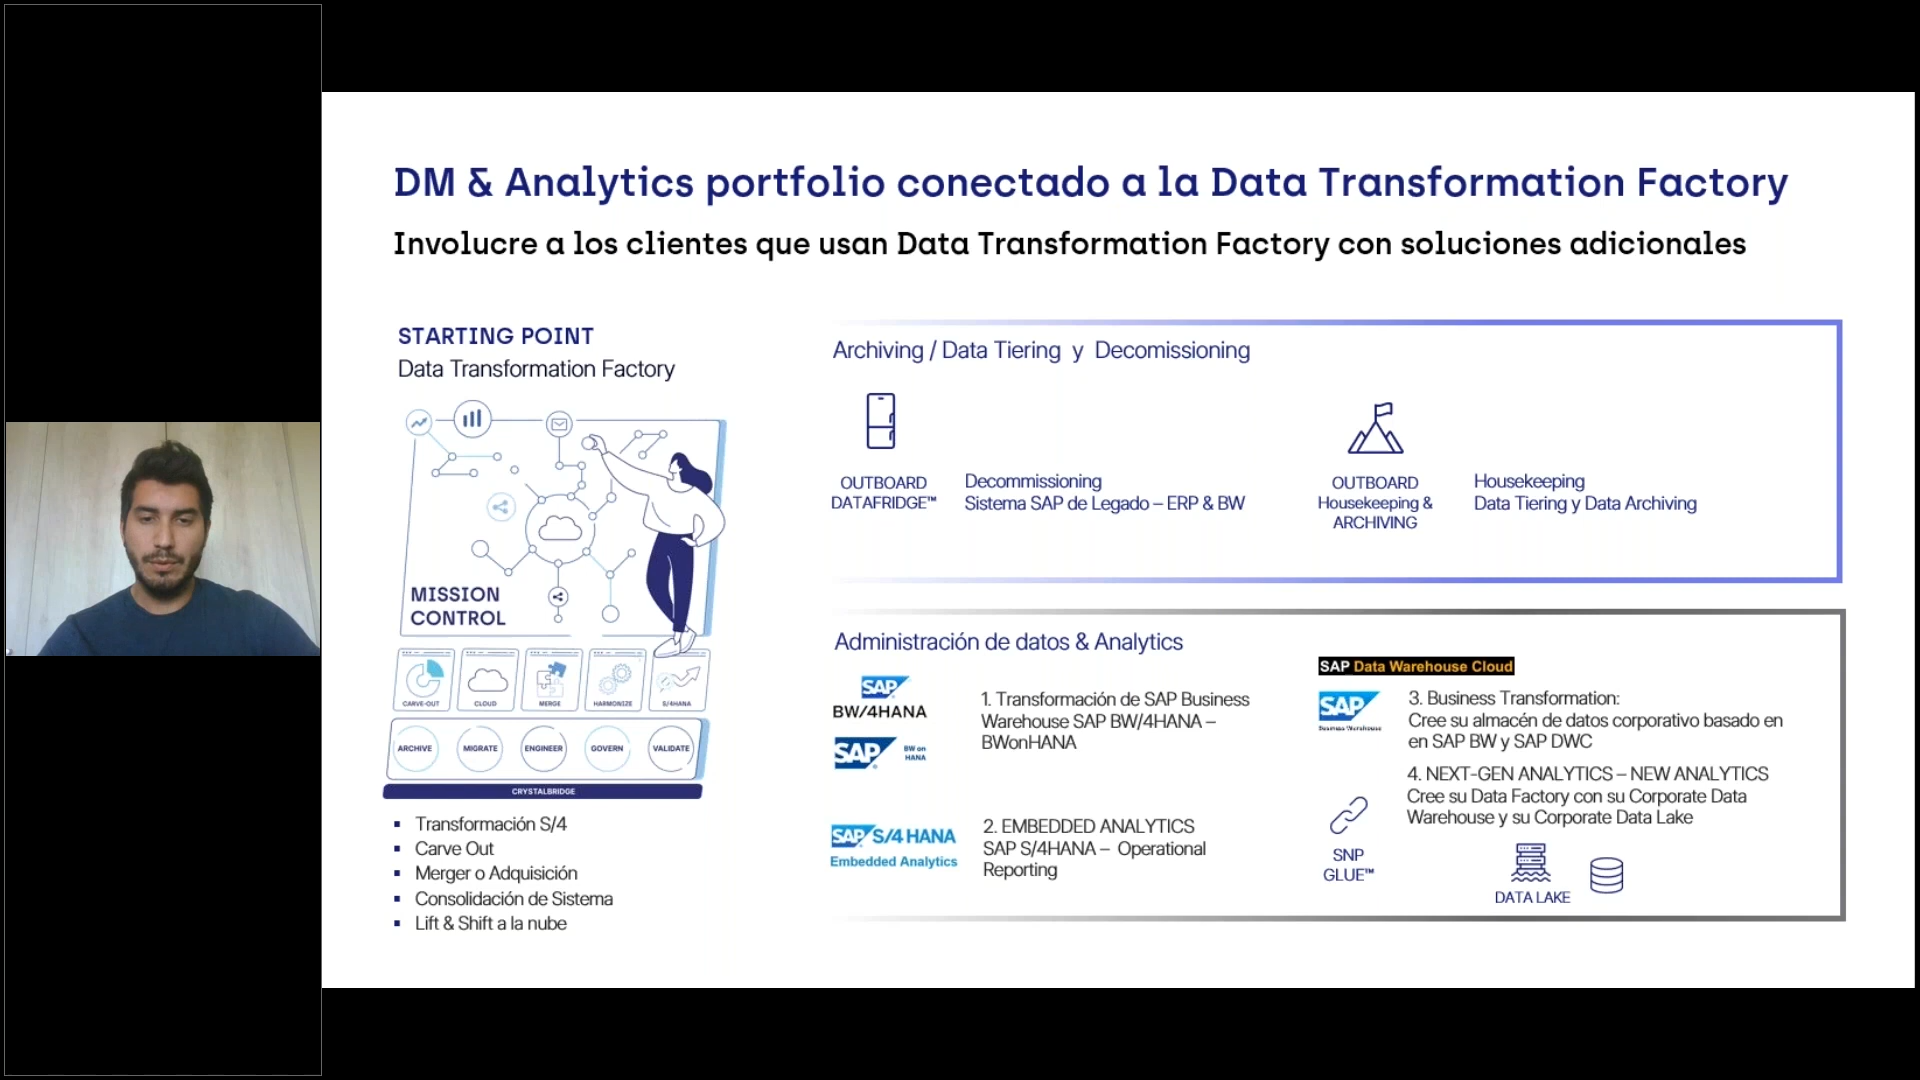 DM & Analytics portfolio conectado a la Data Transformation Factory
Involucre a los clientes que usan Data Transformation Factory con soluciones adicionales
STARTING POINT
Data Transformation Factory
MISSION
CONTROL
CARVE-OUT
CLOUD
MERGE
HARMONIZE
S/4HANA
ARCHIVE
MIGRATE
ENGINEER
GOVERN
VALIDATE
CRYSTALBRIDGE
▪ Transformación S/4
▪ Carve Out
▪ Merger o Adquisición
▪ Consolidación de Sistema
▪ Lift & Shift a la nube
Archiving / Data Tiering y Decomissioning
OUTBOARD
DATAFRIDGE™
Decommissioning
Sistema SAP de Legado – ERP & BW
OUTBOARD
Housekeeping &
ARCHIVING
Housekeeping
Data Tiering y Data Archiving
Administración de datos & Analytics
SAP
BW/4HANA
SAP
BW on
HANA
1. Transformación de SAP Business
Warehouse SAP BW/4HANA –
BWonHANA
SAP S/4 HANA
Embedded Analytics
2. EMBEDDED ANALYTICS
SAP S/4HANA – Operational
Reporting
SAP Data Warehouse Cloud
SAP
Business Warehouse
3. Business Transformation:
Cree su almacén de datos corporativo basado en
en SAP BW y SAP DWC
4. NEXT-GEN ANALYTICS – NEW ANALYTICS
Cree su Data Factory con su Corporate Data
Warehouse y su Corporate Data Lake
SNP
GLUE™
DATA LAKE